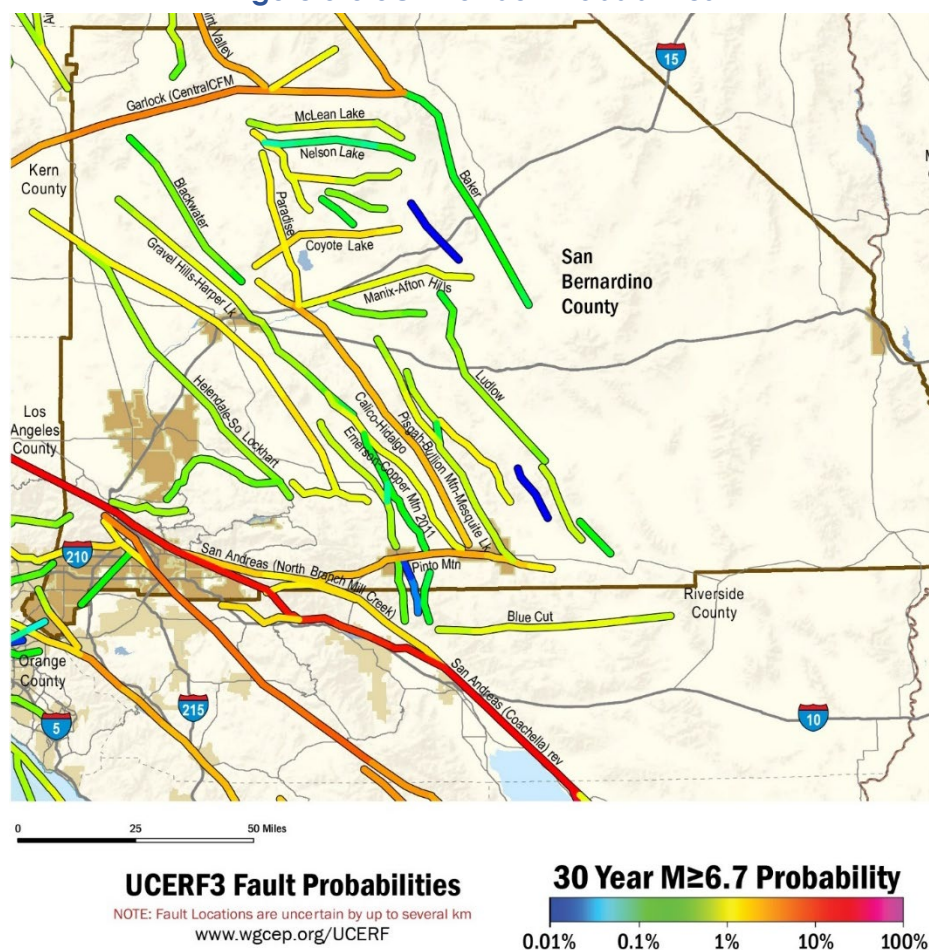 15
Garlock (CentralCFM
McLean Lake
Nelson Lake
Kern
County
Blackwater
Paradise
Baker
Coyote Lake
San
Bernardino
County
Gravel Hills-Harper Lk
Manix-Afton Hills
Ludlow
Los
Angeles
County
Helendale-So Lockhart
Calico-Hidalgo
Pisgah-Bullion Mtn-Mesquite Lk
Emerson-Copper Mtn 2011
210
San Andreas (North Branch Mill Creek)
Pinto Mtn
Riverside
County
Blue Cut
Orange
County
San Andreas (Coachella) rev
5
215
10
0 25 50 Miles
UCERF3 Fault Probabilities
NOTE: Fault Locations are uncertain by up to several km
www.wgcep.org/UCERF
30 Year M≥6.7 Probability
0.01% 0.1% 1% 10% 100%